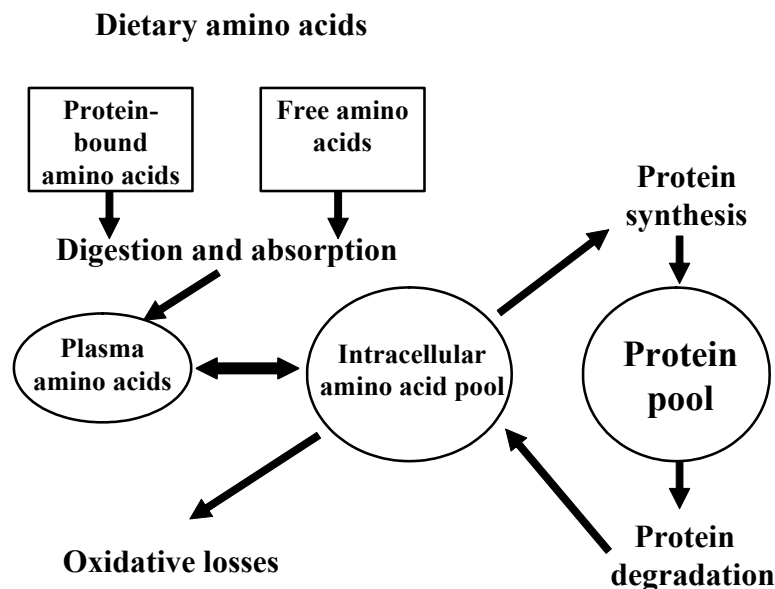 Dietary amino acids
Protein-
bound
amino acids
Free amino
acids
Digestion and absorption
Protein
synthesis
Plasma
amino acids
Intracellular
amino acid pool
Protein
pool
Oxidative losses
Protein
degradation